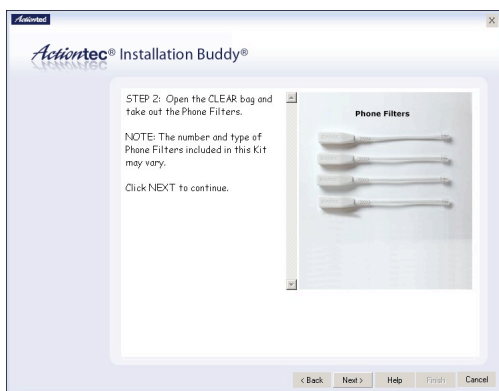 Actiontec
Actiontec® Installation Buddy®
STEP 2: Open the CLEAR bag and
take out the Phone Filters.
NOTE: The number and type of
Phone Filters included in this Kit
may vary.
Click NEXT to continue.
Phone Filters
< Back Next > Help Finish Cancel